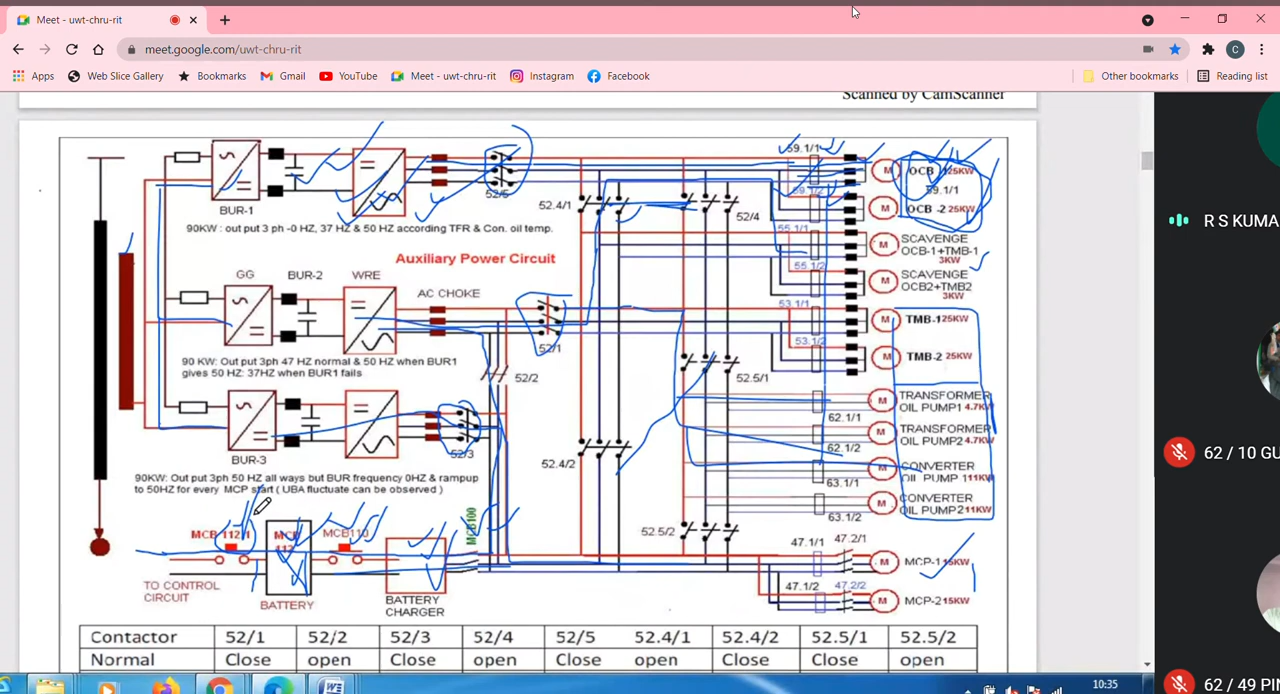 Meet - uwt-chru-rit
meet.google.com/uwt-chru-rit
Apps
Web Slice Gallery
Bookmarks
Gmail
YouTube
Meet - uwt-chru-rit
Instagram
Facebook
Other bookmarks
Reading list
C
Scanned by CamScanner
BUR-1
52/5
90KW : out put 3 ph -0 HZ, 37 HZ & 50 HZ according TFR & Con. oil temp.
52.4/1
52/4
59.1/1
59.1/2
OCB 125KW
59.1/1
OCB -2 25KW
55.1/1
SCAVENGE
OCB-1+TMB-1
3KW
55.1/2
SCAVENGE
OCB2+TMB2
3KW
Auxiliary Power Circuit
GG
BUR-2
WRE
AC CHOKE
52/1
53.1/1
TMB-1 25KW
53.1/2
TMB-2 25KW
90 KW: Out put 3ph 47 HZ normal & 50 HZ when BUR1
gives 50 HZ: 37HZ when BUR1 fails
52/2
52.5/1
TRANSFORMER
OIL PUMP1 4.7KW
62.1/1
TRANSFORMER
OIL PUMP2 4.7KW
62.1/2
CONVERTER
OIL PUMP 1 11KW
63.1/1
CONVERTER
OIL PUMP2 11KW
63.1/2
BUR-3
52/3
52.4/2
90KW: Out put 3ph 50 HZ all ways but BUR frequency 0HZ & rampup
to 50HZ for every MCP start ( UBA fluctuate can be observed )
52.5/2
MCB 112.1
MCB
112
MCB110
MCB100
TO CONTROL
CIRCUIT
BATTERY
BATTERY
CHARGER
47.1/1
47.2/1
MCP-1 15KW
47.1/2
47.2/2
MCP-2 15KW
M
M
M
M
M
M
M
M
M
M
M
M
Contactor 52/1 52/2 52/3 52/4 52/5 52.4/1 52.4/2 52.5/1 52.5/2
Normal Close open Close open Close open Close Close open
R S KUMA
62 / 10 GU
62 / 49 PIN
10:35